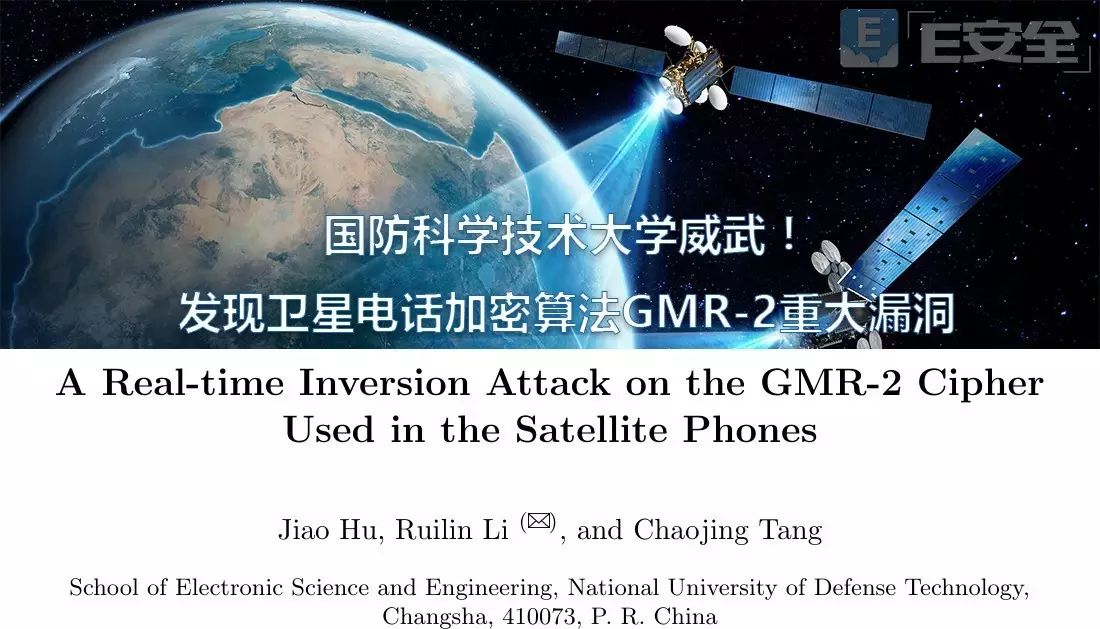 E E安全
国防科学技术大学威武！
发现卫星电话加密算法GMR-2重大漏洞
A Real-time Inversion Attack on the GMR-2 Cipher
Used in the Satellite Phones
Jiao Hu, Ruilin Li (✉), and Chaojing Tang
School of Electronic Science and Engineering, National University of Defense Technology,
Changsha, 410073, P. R. China